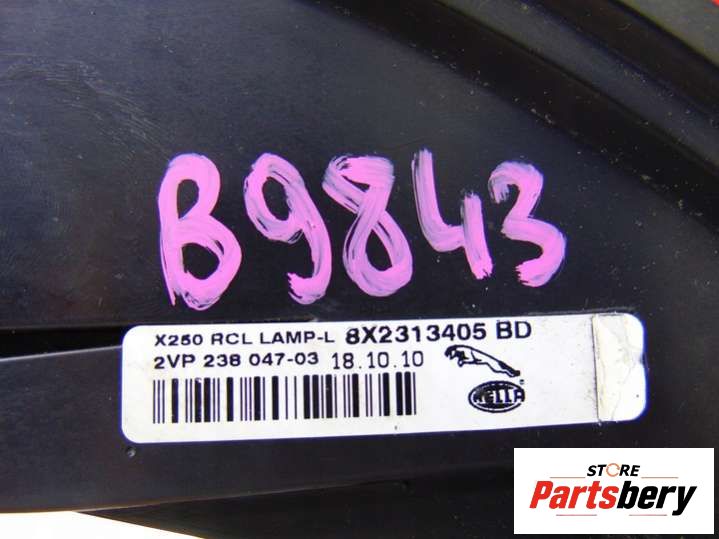 B9843
X250 RCL LAMP-L 8X2313405 BD
2VP 238 047-03 18.10.10
HELLA
STORE
Partsbery